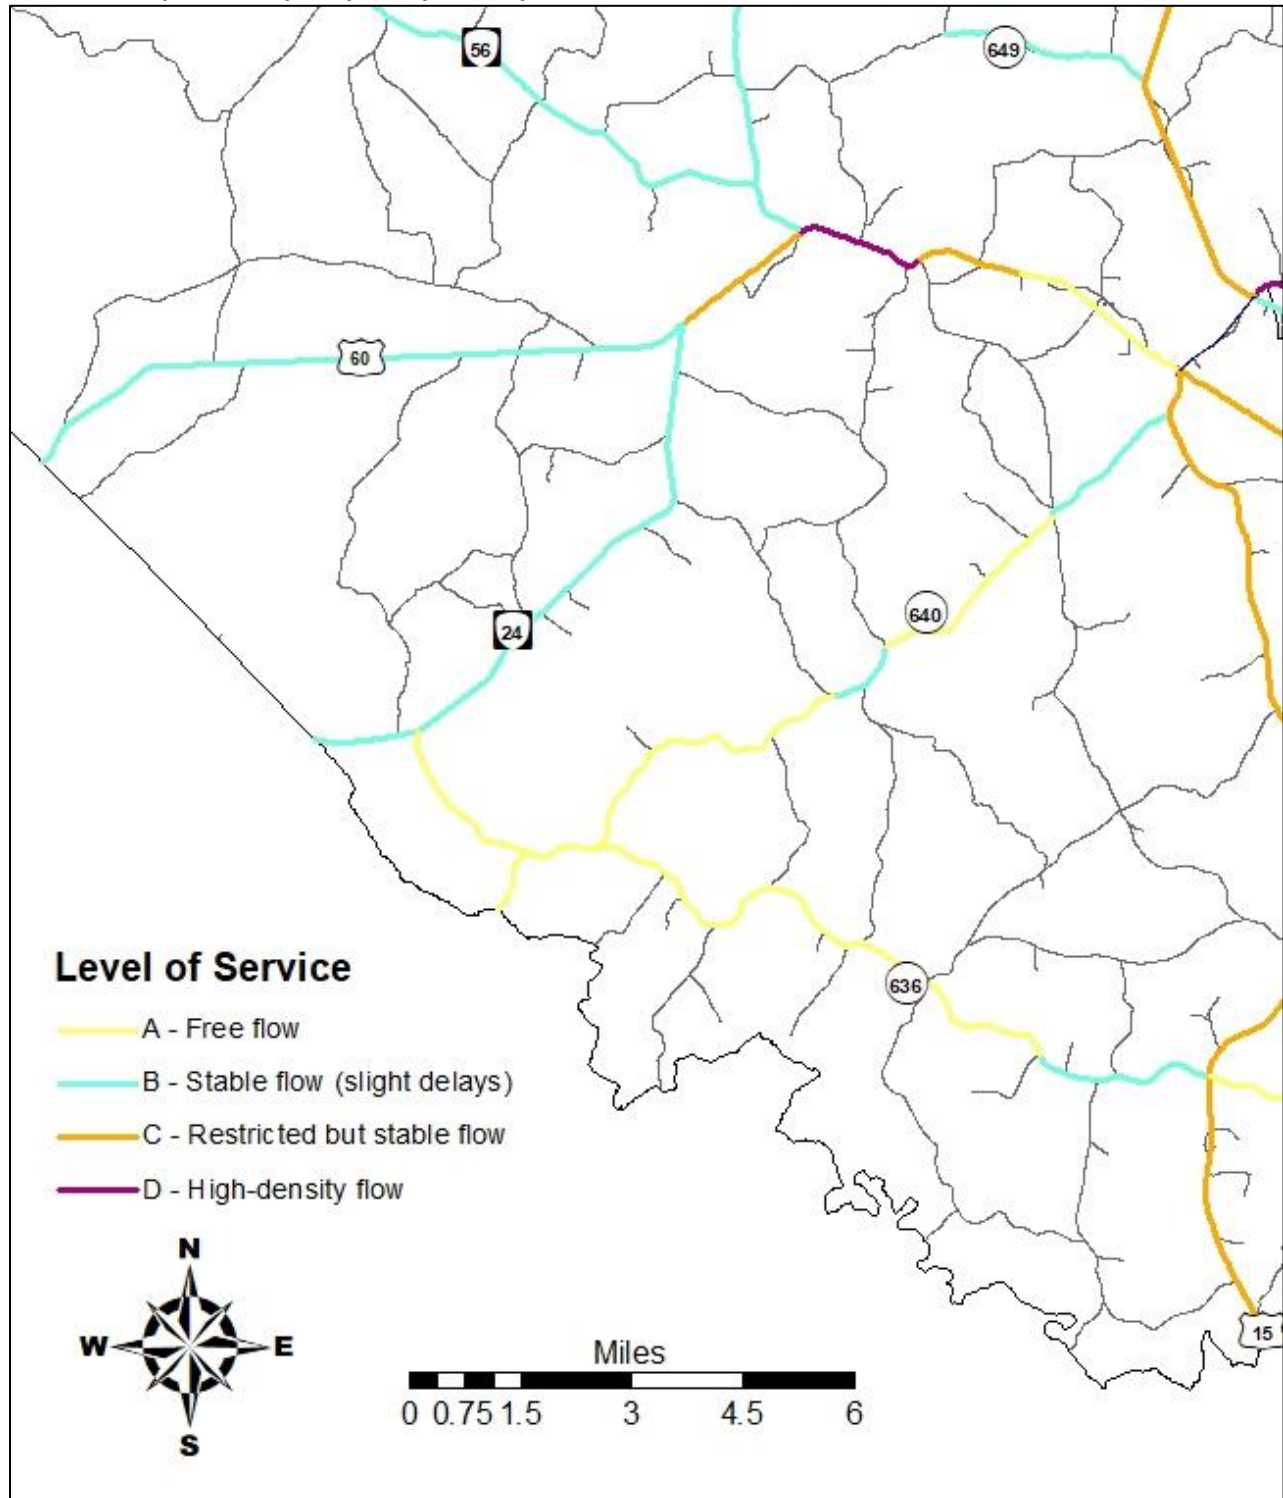 56
649
60
24
640
636
15
Level of Service
A - Free flow
B - Stable flow (slight delays)
C - Restricted but stable flow
D - High-density flow
N
W E
S
Miles
0 0.75 1.5 3 4.5 6